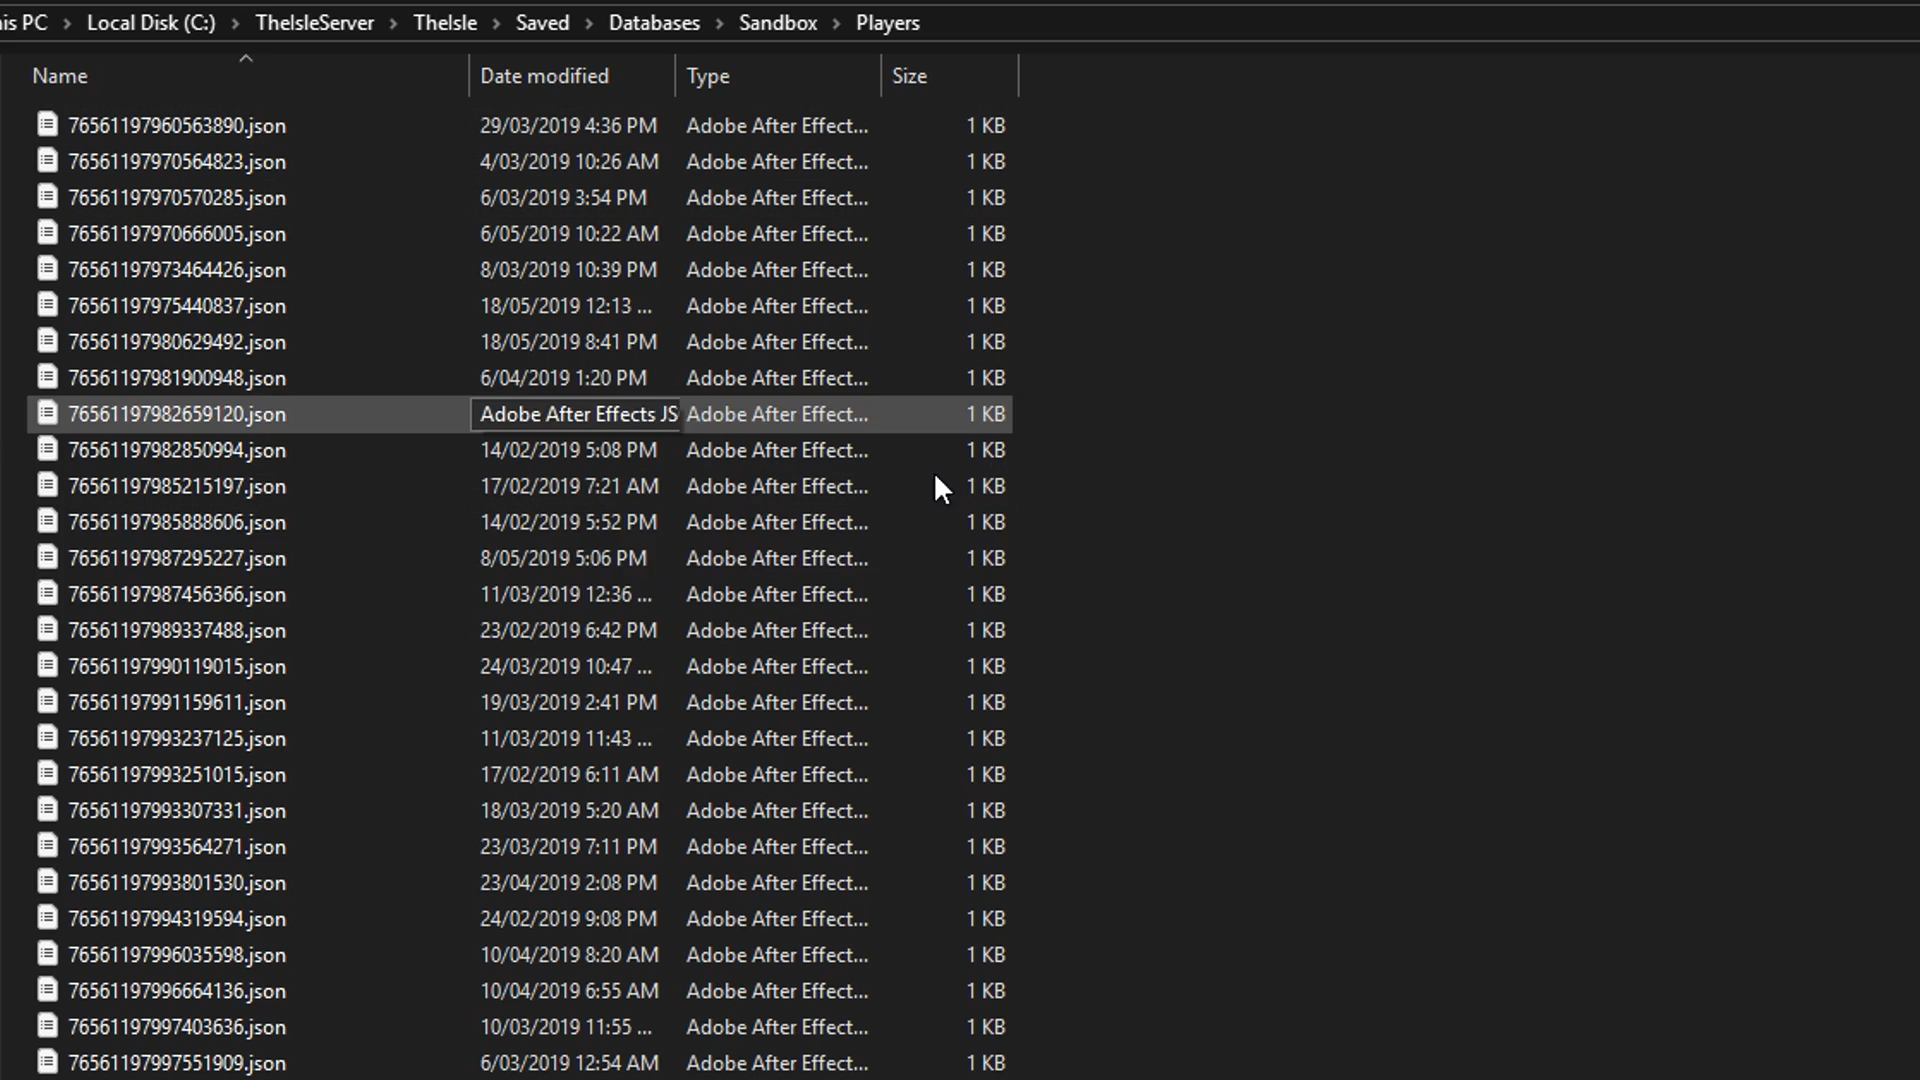 his PC > Local Disk (C:) > TheIsleServer > TheIsle > Saved > Databases > Sandbox > Players
Name Date modified Type Size
76561197960563890.json 29/03/2019 4:36 PM Adobe After Effect... 1 KB
76561197970564823.json 4/03/2019 10:26 AM Adobe After Effect... 1 KB
76561197970570285.json 6/03/2019 3:54 PM Adobe After Effect... 1 KB
76561197970666005.json 6/05/2019 10:22 AM Adobe After Effect... 1 KB
76561197973464426.json 8/03/2019 10:39 PM Adobe After Effect... 1 KB
76561197975440837.json 18/05/2019 12:13 ... Adobe After Effect... 1 KB
76561197980629492.json 18/05/2019 8:41 PM Adobe After Effect... 1 KB
76561197981900948.json 6/04/2019 1:20 PM Adobe After Effect... 1 KB
76561197982659120.json Adobe After Effects JS Adobe After Effect... 1 KB
76561197982850994.json 14/02/2019 5:08 PM Adobe After Effect... 1 KB
76561197985215197.json 17/02/2019 7:21 AM Adobe After Effect... 1 KB
76561197985888606.json 14/02/2019 5:52 PM Adobe After Effect... 1 KB
76561197987295227.json 8/05/2019 5:06 PM Adobe After Effect... 1 KB
76561197987456366.json 11/03/2019 12:36 ... Adobe After Effect... 1 KB
76561197989337488.json 23/02/2019 6:42 PM Adobe After Effect... 1 KB
76561197990119015.json 24/03/2019 10:47 ... Adobe After Effect... 1 KB
76561197991159611.json 19/03/2019 2:41 PM Adobe After Effect... 1 KB
76561197993237125.json 11/03/2019 11:43 ... Adobe After Effect... 1 KB
76561197993251015.json 17/02/2019 6:11 AM Adobe After Effect... 1 KB
76561197993307331.json 18/03/2019 5:20 AM Adobe After Effect... 1 KB
76561197993564271.json 23/03/2019 7:11 PM Adobe After Effect... 1 KB
76561197993801530.json 23/04/2019 2:08 PM Adobe After Effect... 1 KB
76561197994319594.json 24/02/2019 9:08 PM Adobe After Effect... 1 KB
76561197996035598.json 10/04/2019 8:20 AM Adobe After Effect... 1 KB
76561197996664136.json 10/04/2019 6:55 AM Adobe After Effect... 1 KB
76561197997403636.json 10/03/2019 11:55 ... Adobe After Effect... 1 KB
76561197997551909.json 6/03/2019 12:54 AM Adobe After Effect... 1 KB